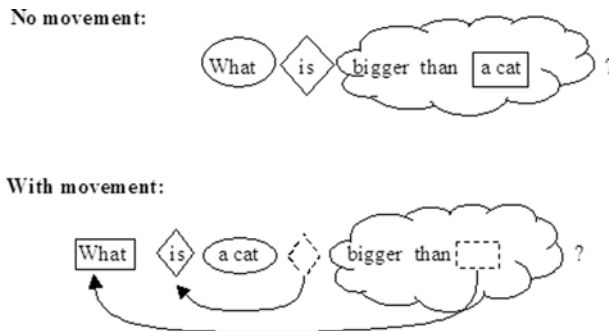 No movement:
What is bigger than a cat ?
With movement:
What is a cat bigger than ?